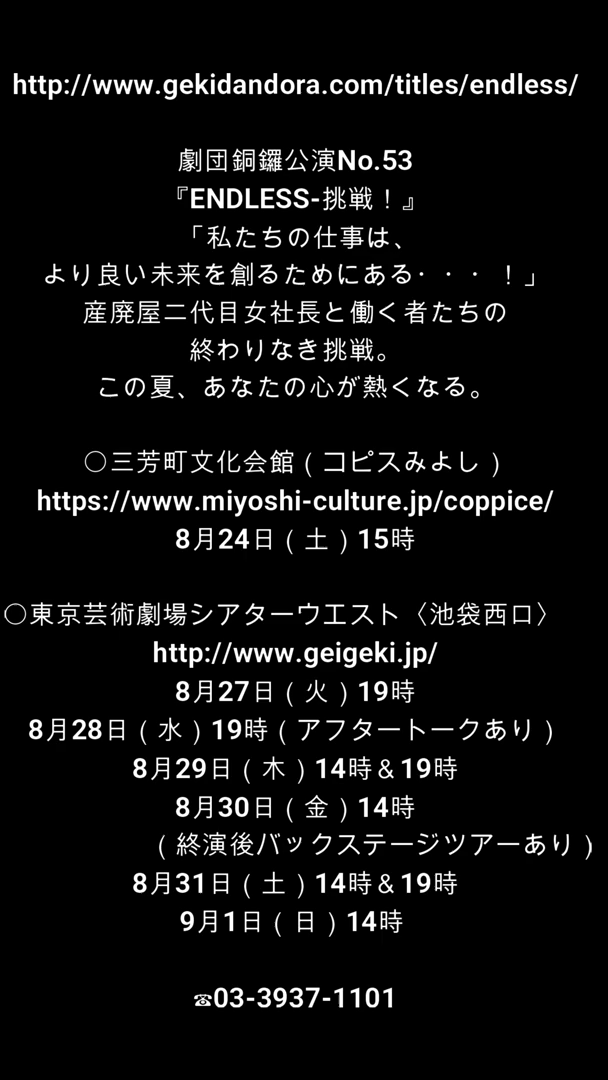 http://www.gekidandora.com/titles/endless/
劇団銅鑼公演No.53
『ENDLESS-挑戦！』
「私たちの仕事は、
より良い未来を創るためにある・・・！」
産廃屋二代目女社長と働く者たちの
終わりなき挑戦。
この夏、あなたの心が熱くなる。
○三芳町文化会館（コピスみよし）
https://www.miyoshi-culture.jp/coppice/
8月24日（土）15時
○東京芸術劇場シアターウエスト〈池袋西口〉
http://www.geigeki.jp/
8月27日（火）19時
8月28日（水）19時（アフタートークあり）
8月29日（木）14時＆19時
8月30日（金）14時
（終演後バックステージツアーあり）
8月31日（土）14時＆19時
9月1日（日）14時
☎03-3937-1101